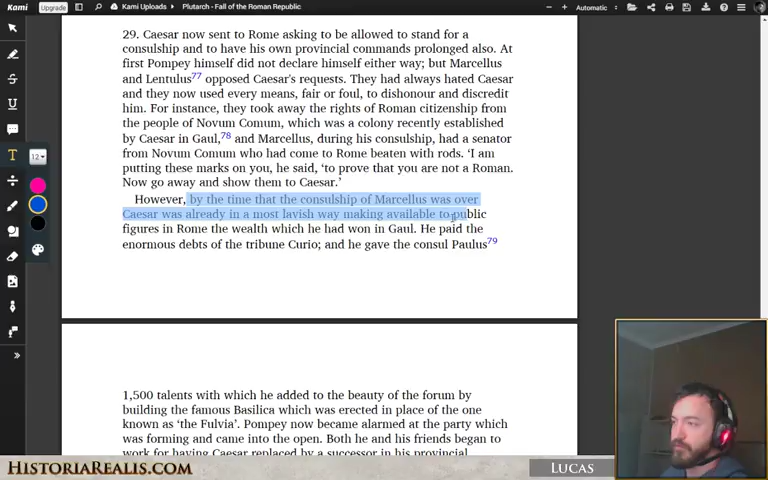 Kami
Upgrade
Kami Uploads
Plutarch - Fall of the Roman Republic
Automatic
29. Caesar now sent to Rome asking to be allowed to stand for a
consulship and to have his own provincial commands prolonged also. At
first Pompey himself did not declare himself either way; but Marcellus
and Lentulus77 opposed Caesar's requests. They had always hated Caesar
and they now used every means, fair or foul, to dishonour and discredit
him. For instance, they took away the rights of Roman citizenship from
the people of Novum Comum, which was a colony recently established
by Caesar in Gaul,78 and Marcellus, during his consulship, had a senator
from Novum Comum who had come to Rome beaten with rods. ‘I am
putting these marks on you, he said, ‘to prove that you are not a Roman.
Now go away and show them to Caesar.’
However, by the time that the consulship of Marcellus was over
Caesar was already in a most lavish way making available to public
figures in Rome the wealth which he had won in Gaul. He paid the
enormous debts of the tribune Curio; and he gave the consul Paulus79
1,500 talents with which he added to the beauty of the forum by
building the famous Basilica which was erected in place of the one
known as ‘the Fulvia’. Pompey now became alarmed at the party which
was forming and came into the open. Both he and his friends began to
work for having Caesar replaced by a successor in his provincial
12
T
HISTORIAREALIS.COM
LUCAS